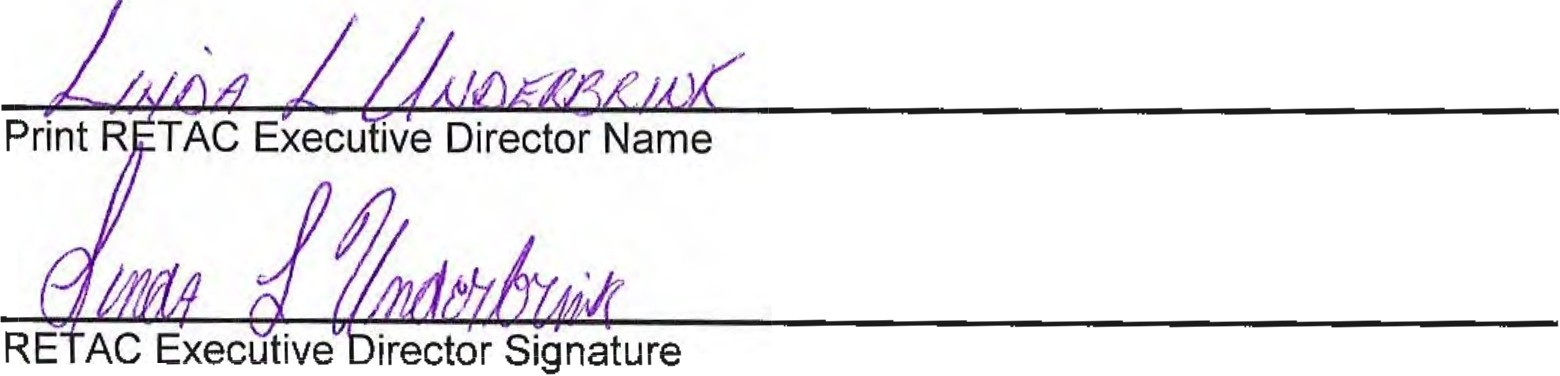 LINDA L UNDERBRINK
Print RETAC Executive Director Name
Linda L Underbrink
RETAC Executive Director Signature